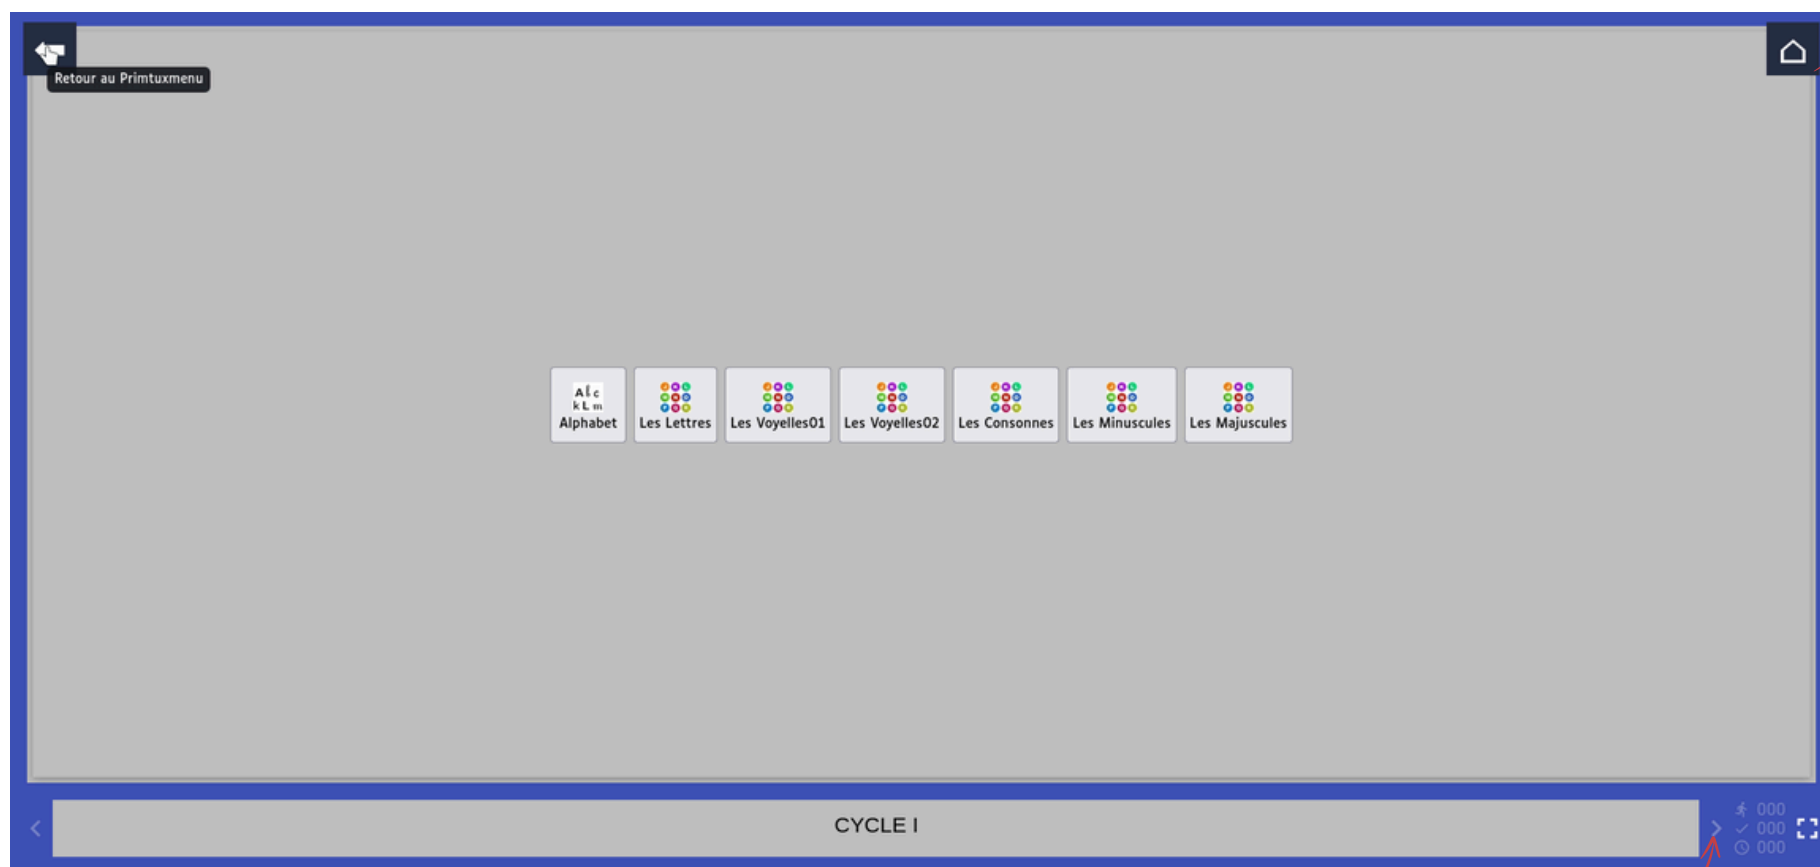 Retour au Primtuxmenu
Alphabet
Les Lettres
Les Voyelles01
Les Voyelles02
Les Consonnes
Les Minuscules
Les Majuscules
CYCLE I
000
000
000